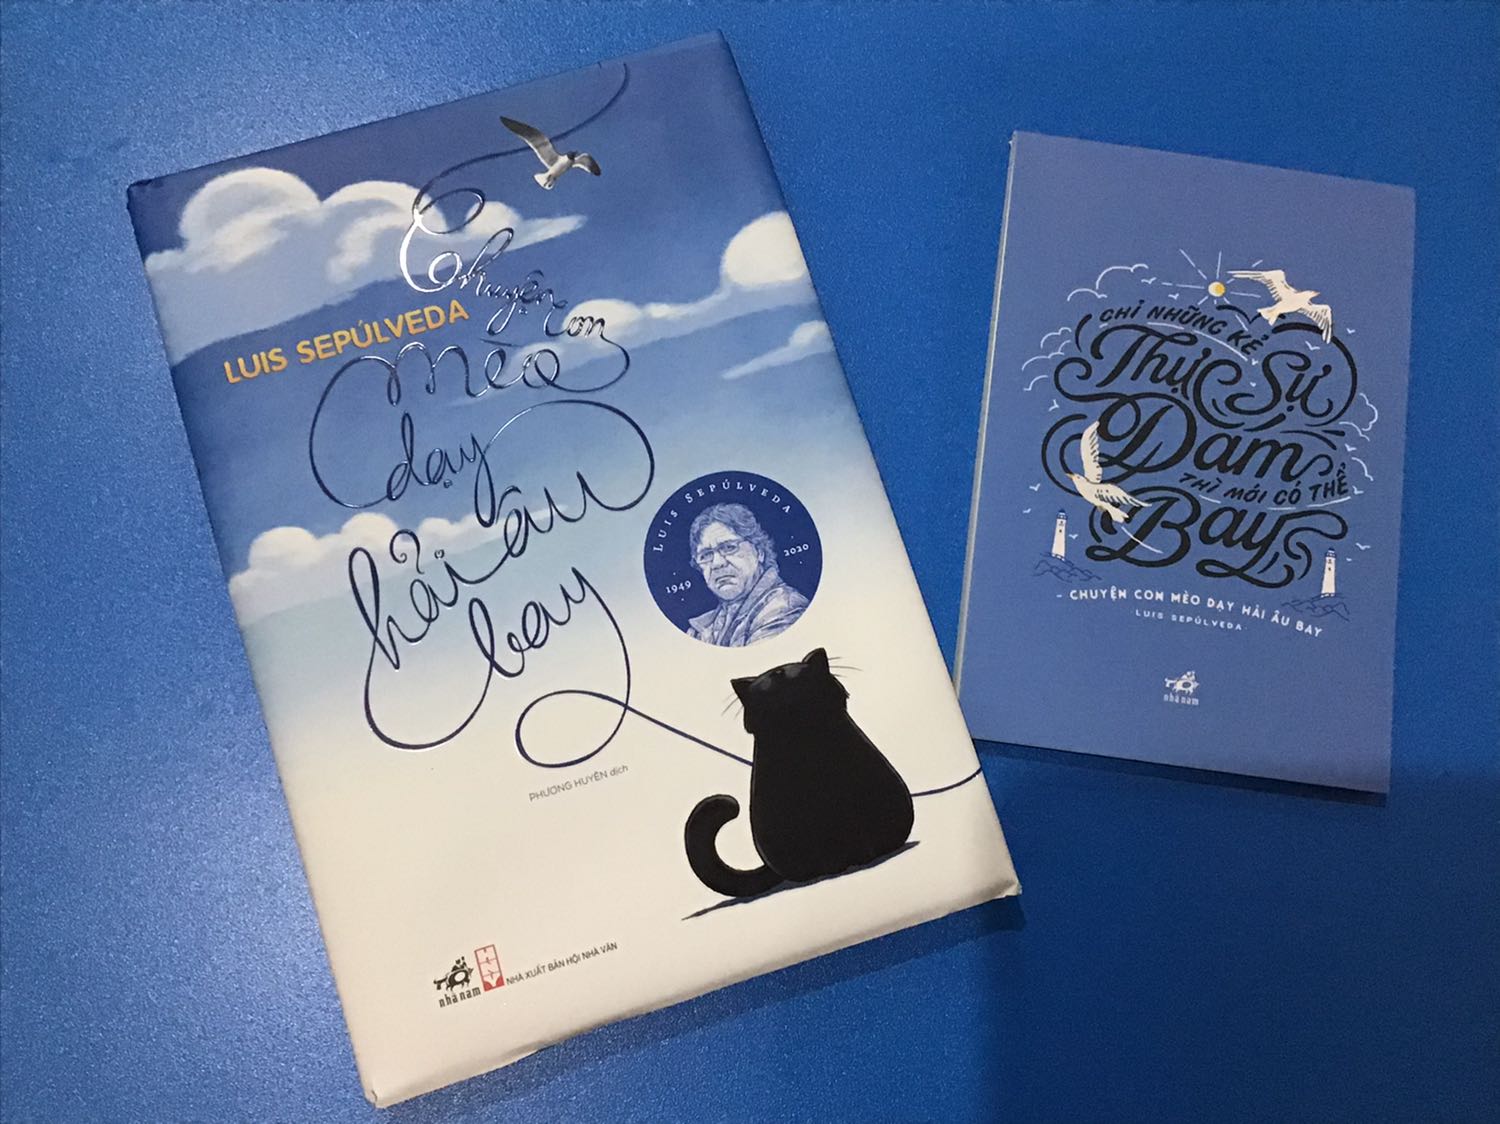 LUIS SEPÚLVEDA
Chuyện
con
mèo
dạy
hải âu
bay
LUIS SEPÚLVEDA
1949
2020
PHƯƠNG HUYÊN dịch
nhã nam
NHÀ XUẤT BẢN HỘI NHÀ VĂN
CHỈ NHỮNG KẺ
Thực Sự
Dám
THÌ MỚI CÓ THỂ
Bay
- CHUYỆN CON MÈO DẠY HẢI ÂU BAY
LUIS SEPÚLVEDA
nhã nam